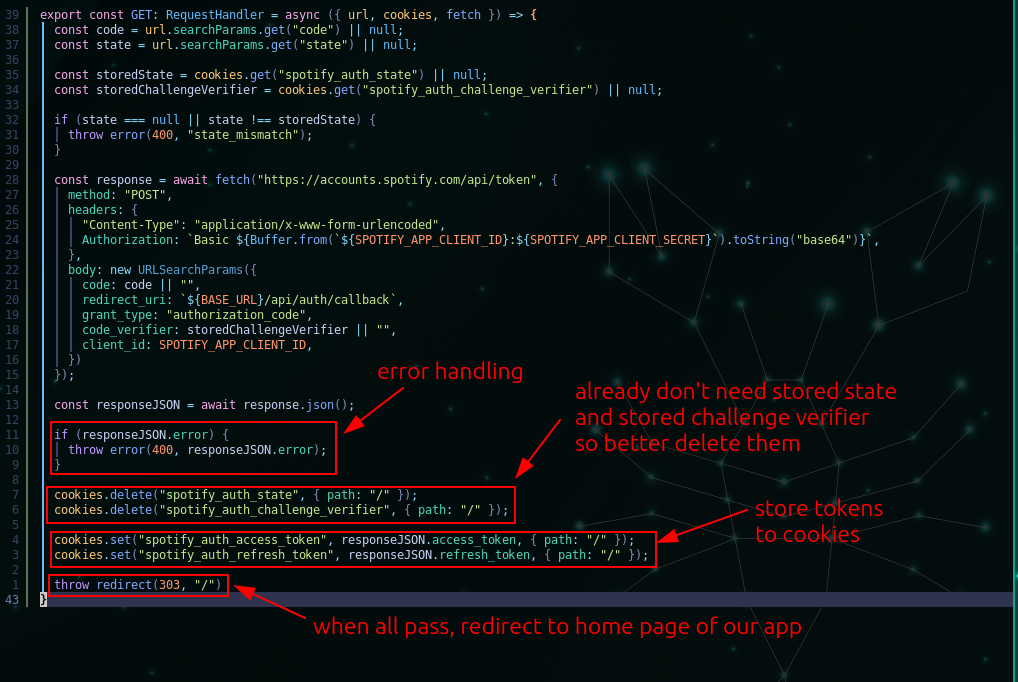 39 export const GET: RequestHandler = async ({ url, cookies, fetch }) => {
38 const code = url.searchParams.get("code") || null;
37 const state = url.searchParams.get("state") || null;
36
35 const storedState = cookies.get("spotify_auth_state") || null;
34 const storedChallengeVerifier = cookies.get("spotify_auth_challenge_verifier") || null;
33
32 if (state === null || state !== storedState) {
31 throw error(400, "state_mismatch");
30 }
29
28 const response = await fetch("https://accounts.spotify.com/api/token", {
27 method: "POST",
26 headers: {
25 "Content-Type": "application/x-www-form-urlencoded",
24 Authorization: `Basic ${Buffer.from(`${SPOTIFY_APP_CLIENT_ID}:${SPOTIFY_APP_CLIENT_SECRET}`).toString("base64")}`,
23 },
22 body: new URLSearchParams({
21 code: code || "",
20 redirect_uri: `${BASE_URL}/api/auth/callback`,
19 grant_type: "authorization_code",
18 code_verifier: storedChallengeVerifier || "",
17 client_id: SPOTIFY_APP_CLIENT_ID,
16 })
15 });
14
error handling
13 const responseJSON = await response.json();
12
11 if (responseJSON.error) {
10 throw error(400, responseJSON.error);
9 }
already don't need stored state
and stored challenge verifier
so better delete them
8
7 cookies.delete("spotify_auth_state", { path: "/" });
6 cookies.delete("spotify_auth_challenge_verifier", { path: "/" });
5
store tokens
to cookies
4 cookies.set("spotify_auth_access_token", responseJSON.access_token, { path: "/" });
3 cookies.set("spotify_auth_refresh_token", responseJSON.refresh_token, { path: "/" });
2
1 throw redirect(303, "/")
43 }
when all pass, redirect to home page of our app